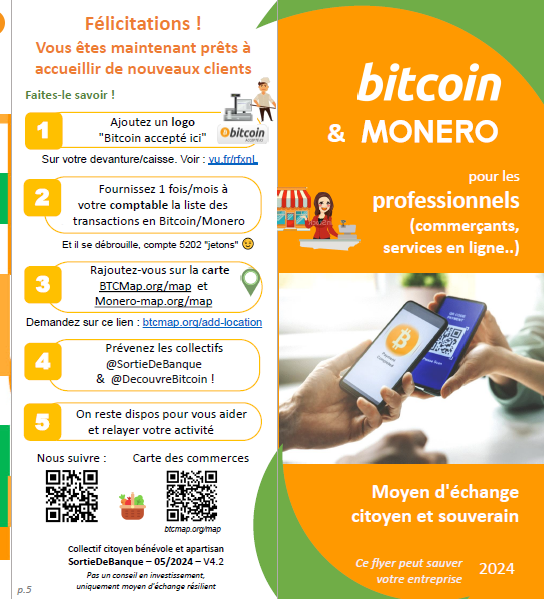 Félicitations !
Vous êtes maintenant prêts à
accueillir de nouveaux clients
Faites-le savoir !
1
Ajoutez un logo
"Bitcoin accepté ici"
bitcoin
Sur votre devanture/caisse. Voir : vu.fr/rfxnL
2
Fournissez 1 fois/mois à
votre comptable la liste des
transactions en Bitcoin/Monero
Et il se débrouille, compte 5202 "jetons" 😉
3
Rajoutez-vous sur la carte
BTCMap.org/map et
Monero-map.org/map
Demandez sur ce lien : btcmap.org/add-location
4
Prévenez les collectifs
@SortieDeBanque
& @DecouvreBitcoin !
5
On reste dispos pour vous aider
et relayer votre activité
Nous suivre :
Carte des commerces
btcmap.org/map
Collectif citoyen bénévole et apartisan
SortieDeBanque – 05/2024 – V4.2
Pas un conseil en investissement,
uniquement moyen d'échange résilient
p.5
bitcoin
& MONERO
pour les
professionnels
(commerçants,
services en ligne..)
Payment
Completed
Moyen d'échange
citoyen et souverain
Ce flyer peut sauver
votre entreprise
2024